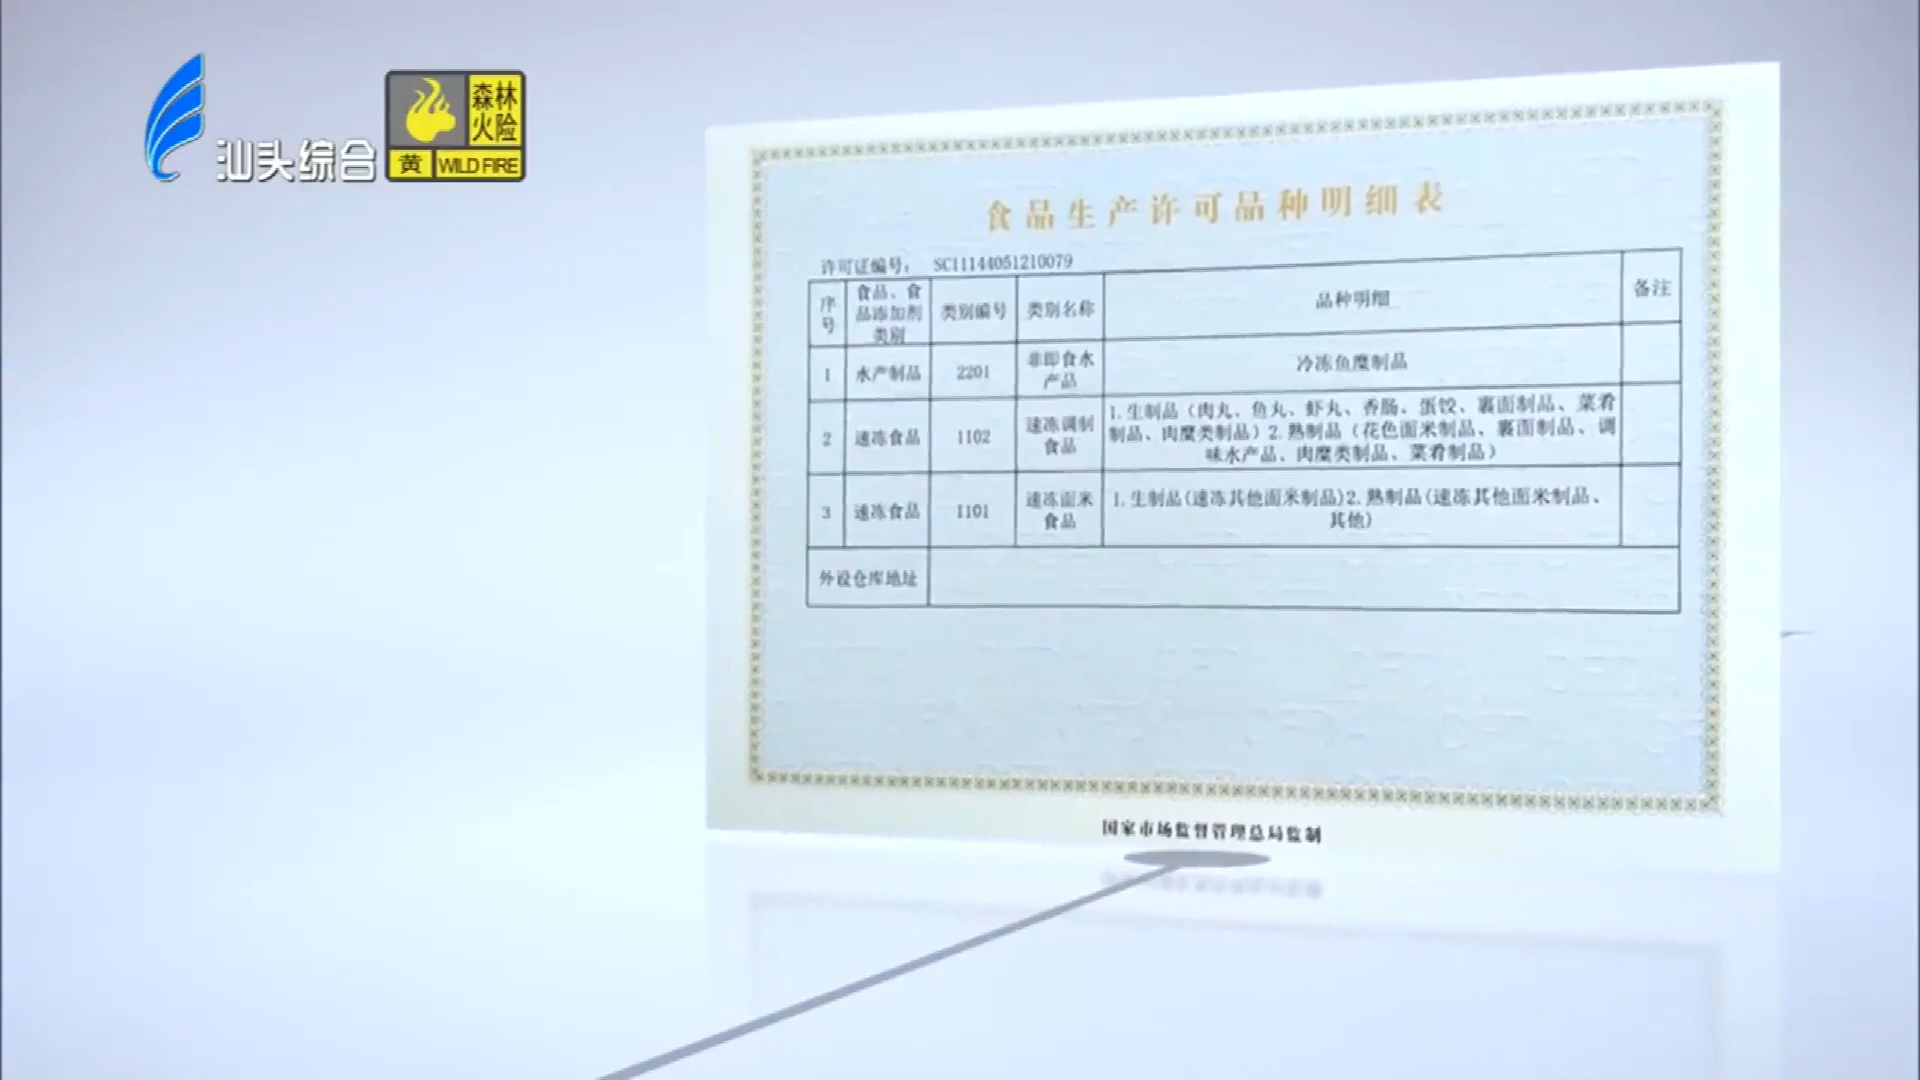 汕头综合
森林
火险
黄
WILD FIRE
食品生产许可品种明细表
许可证编号： SC11144051210079
序号 食品、食品添加剂类别 类别编号 类别名称 品种明细 备注
1 水产制品 2201 非即食水产品 冷冻鱼糜制品
2 速冻食品 1102 速冻调制食品 1.生制品（肉丸、鱼丸、虾丸、香肠、蛋饺、裹面制品、菜肴
制品、肉糜类制品）2.熟制品（花色面米制品、裹面制品、调
味水产品、肉糜类制品、菜肴制品）
3 速冻食品 1101 速冻面米食品 1.生制品(速冻其他面米制品)2.熟制品(速冻其他面米制品、
其他)
外设仓库地址
国家市场监督管理总局监制